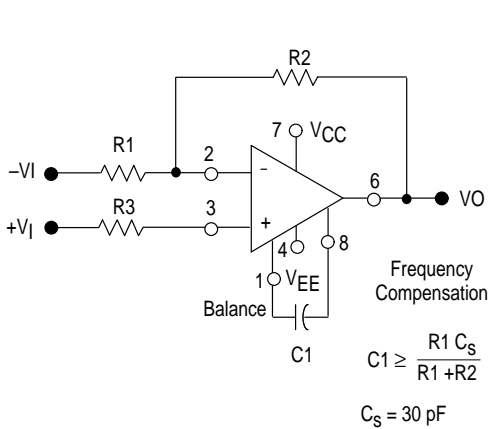 R2
7 VCC
R1
2
–VI
-
6
VO
R3
3
+VI
+
4
8
1 VEE
Balance
C1
Frequency
Compensation
C1 ≥ R1 CS
R1 +R2
CS = 30 pF